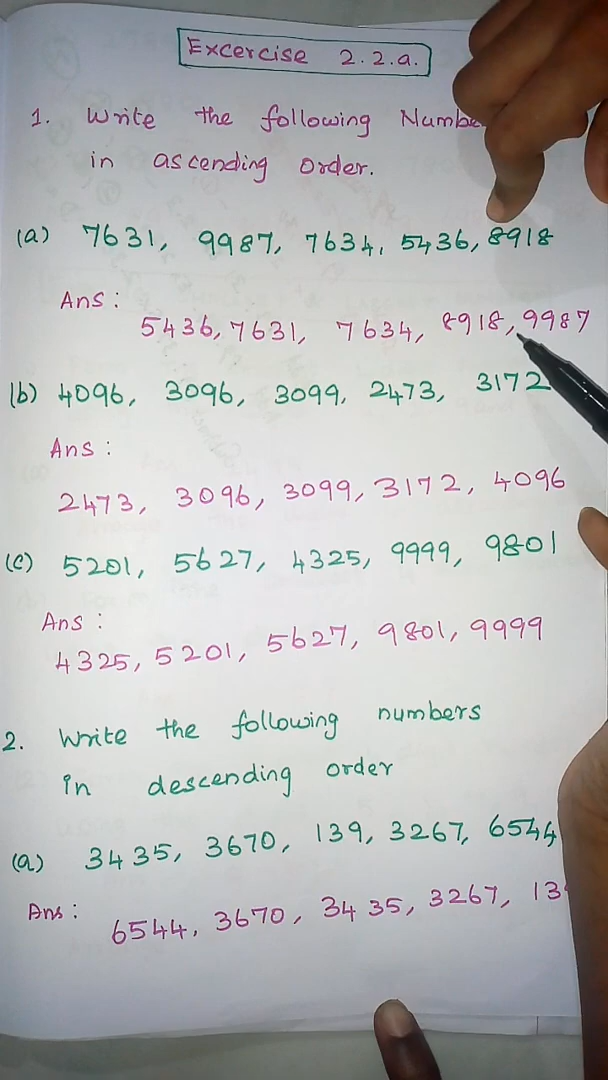 Excercise 2.2.a.
1. Write the following Numbe
in ascending order.
(a) 7631, 9987, 7634, 5436, 8918
Ans :
5436, 7631, 7634, 8918, 9987
(b) 4096, 3096, 3099, 2473, 3172
Ans :
2473, 3096, 3099, 3172, 4096
(c) 5201, 5627, 4325, 9999, 9801
Ans :
4325, 5201, 5627, 9801, 9999
2. Write the following numbers
in descending order
(a) 3435, 3670, 139, 3267, 6544
Ans :
6544, 3670, 3435, 3267, 13